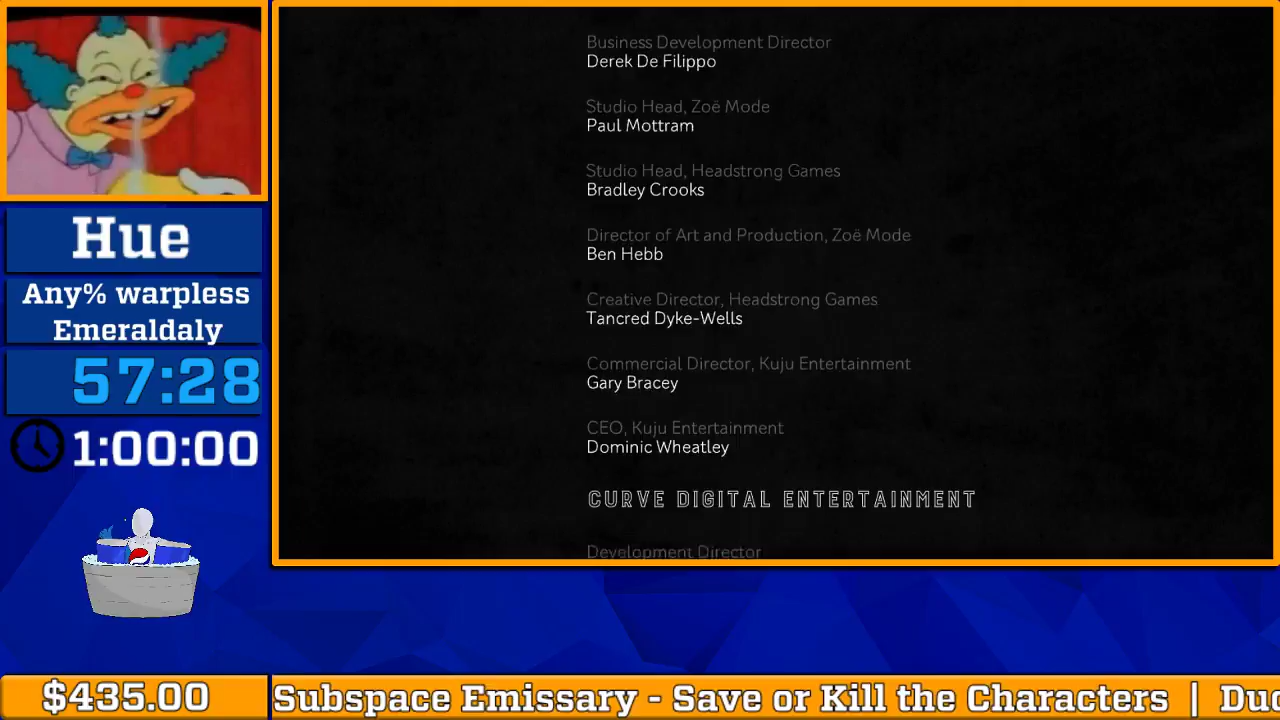 Hue
Any% warpless
Emeraldaly
57:28
1:00:00
Business Development Director
Derek De Filippo
Studio Head, Zoë Mode
Paul Mottram
Studio Head, Headstrong Games
Bradley Crooks
Director of Art and Production, Zoë Mode
Ben Hebb
Creative Director, Headstrong Games
Tancred Dyke-Wells
Commercial Director, Kuju Entertainment
Gary Bracey
CEO, Kuju Entertainment
Dominic Wheatley
CURVE DIGITAL ENTERTAINMENT
Development Director
$435.00
Subspace Emissary - Save or Kill the Characters | Duc